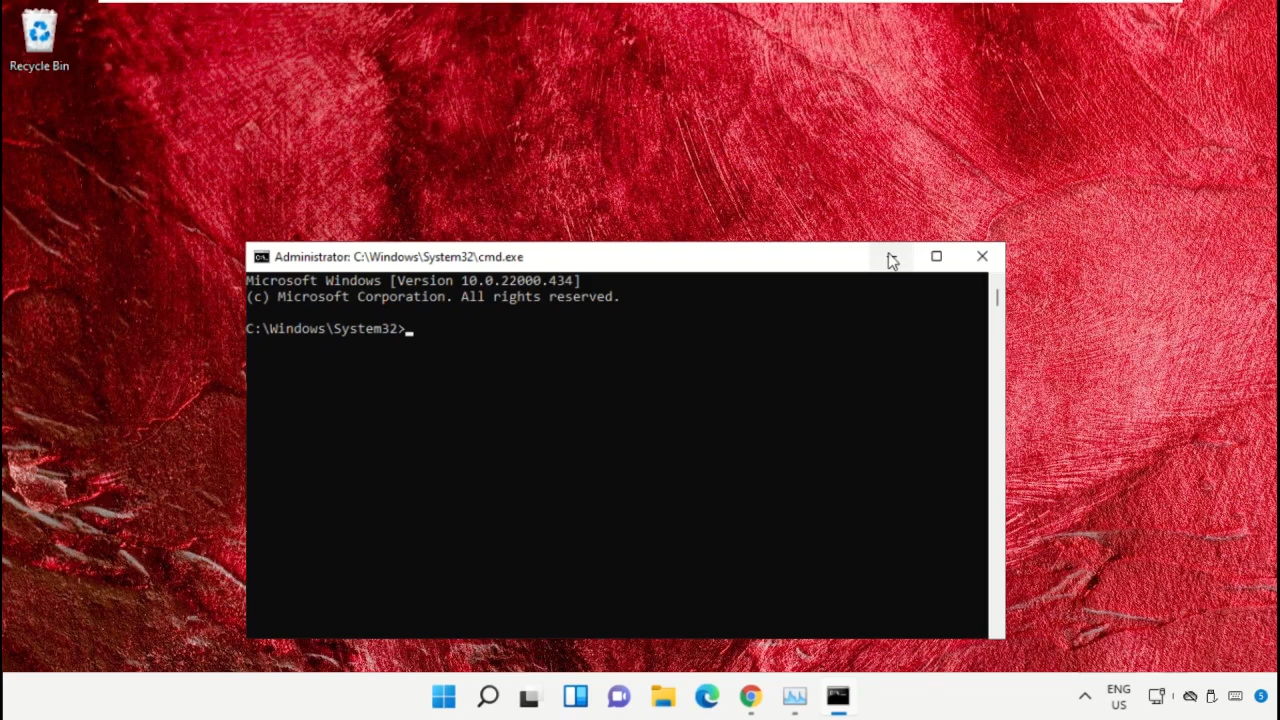 Recycle Bin
Administrator: C:\Windows\System32\cmd.exe
Microsoft Windows [Version 10.0.22000.434]
(c) Microsoft Corporation. All rights reserved.
C:\Windows\System32>
ENG
US
5